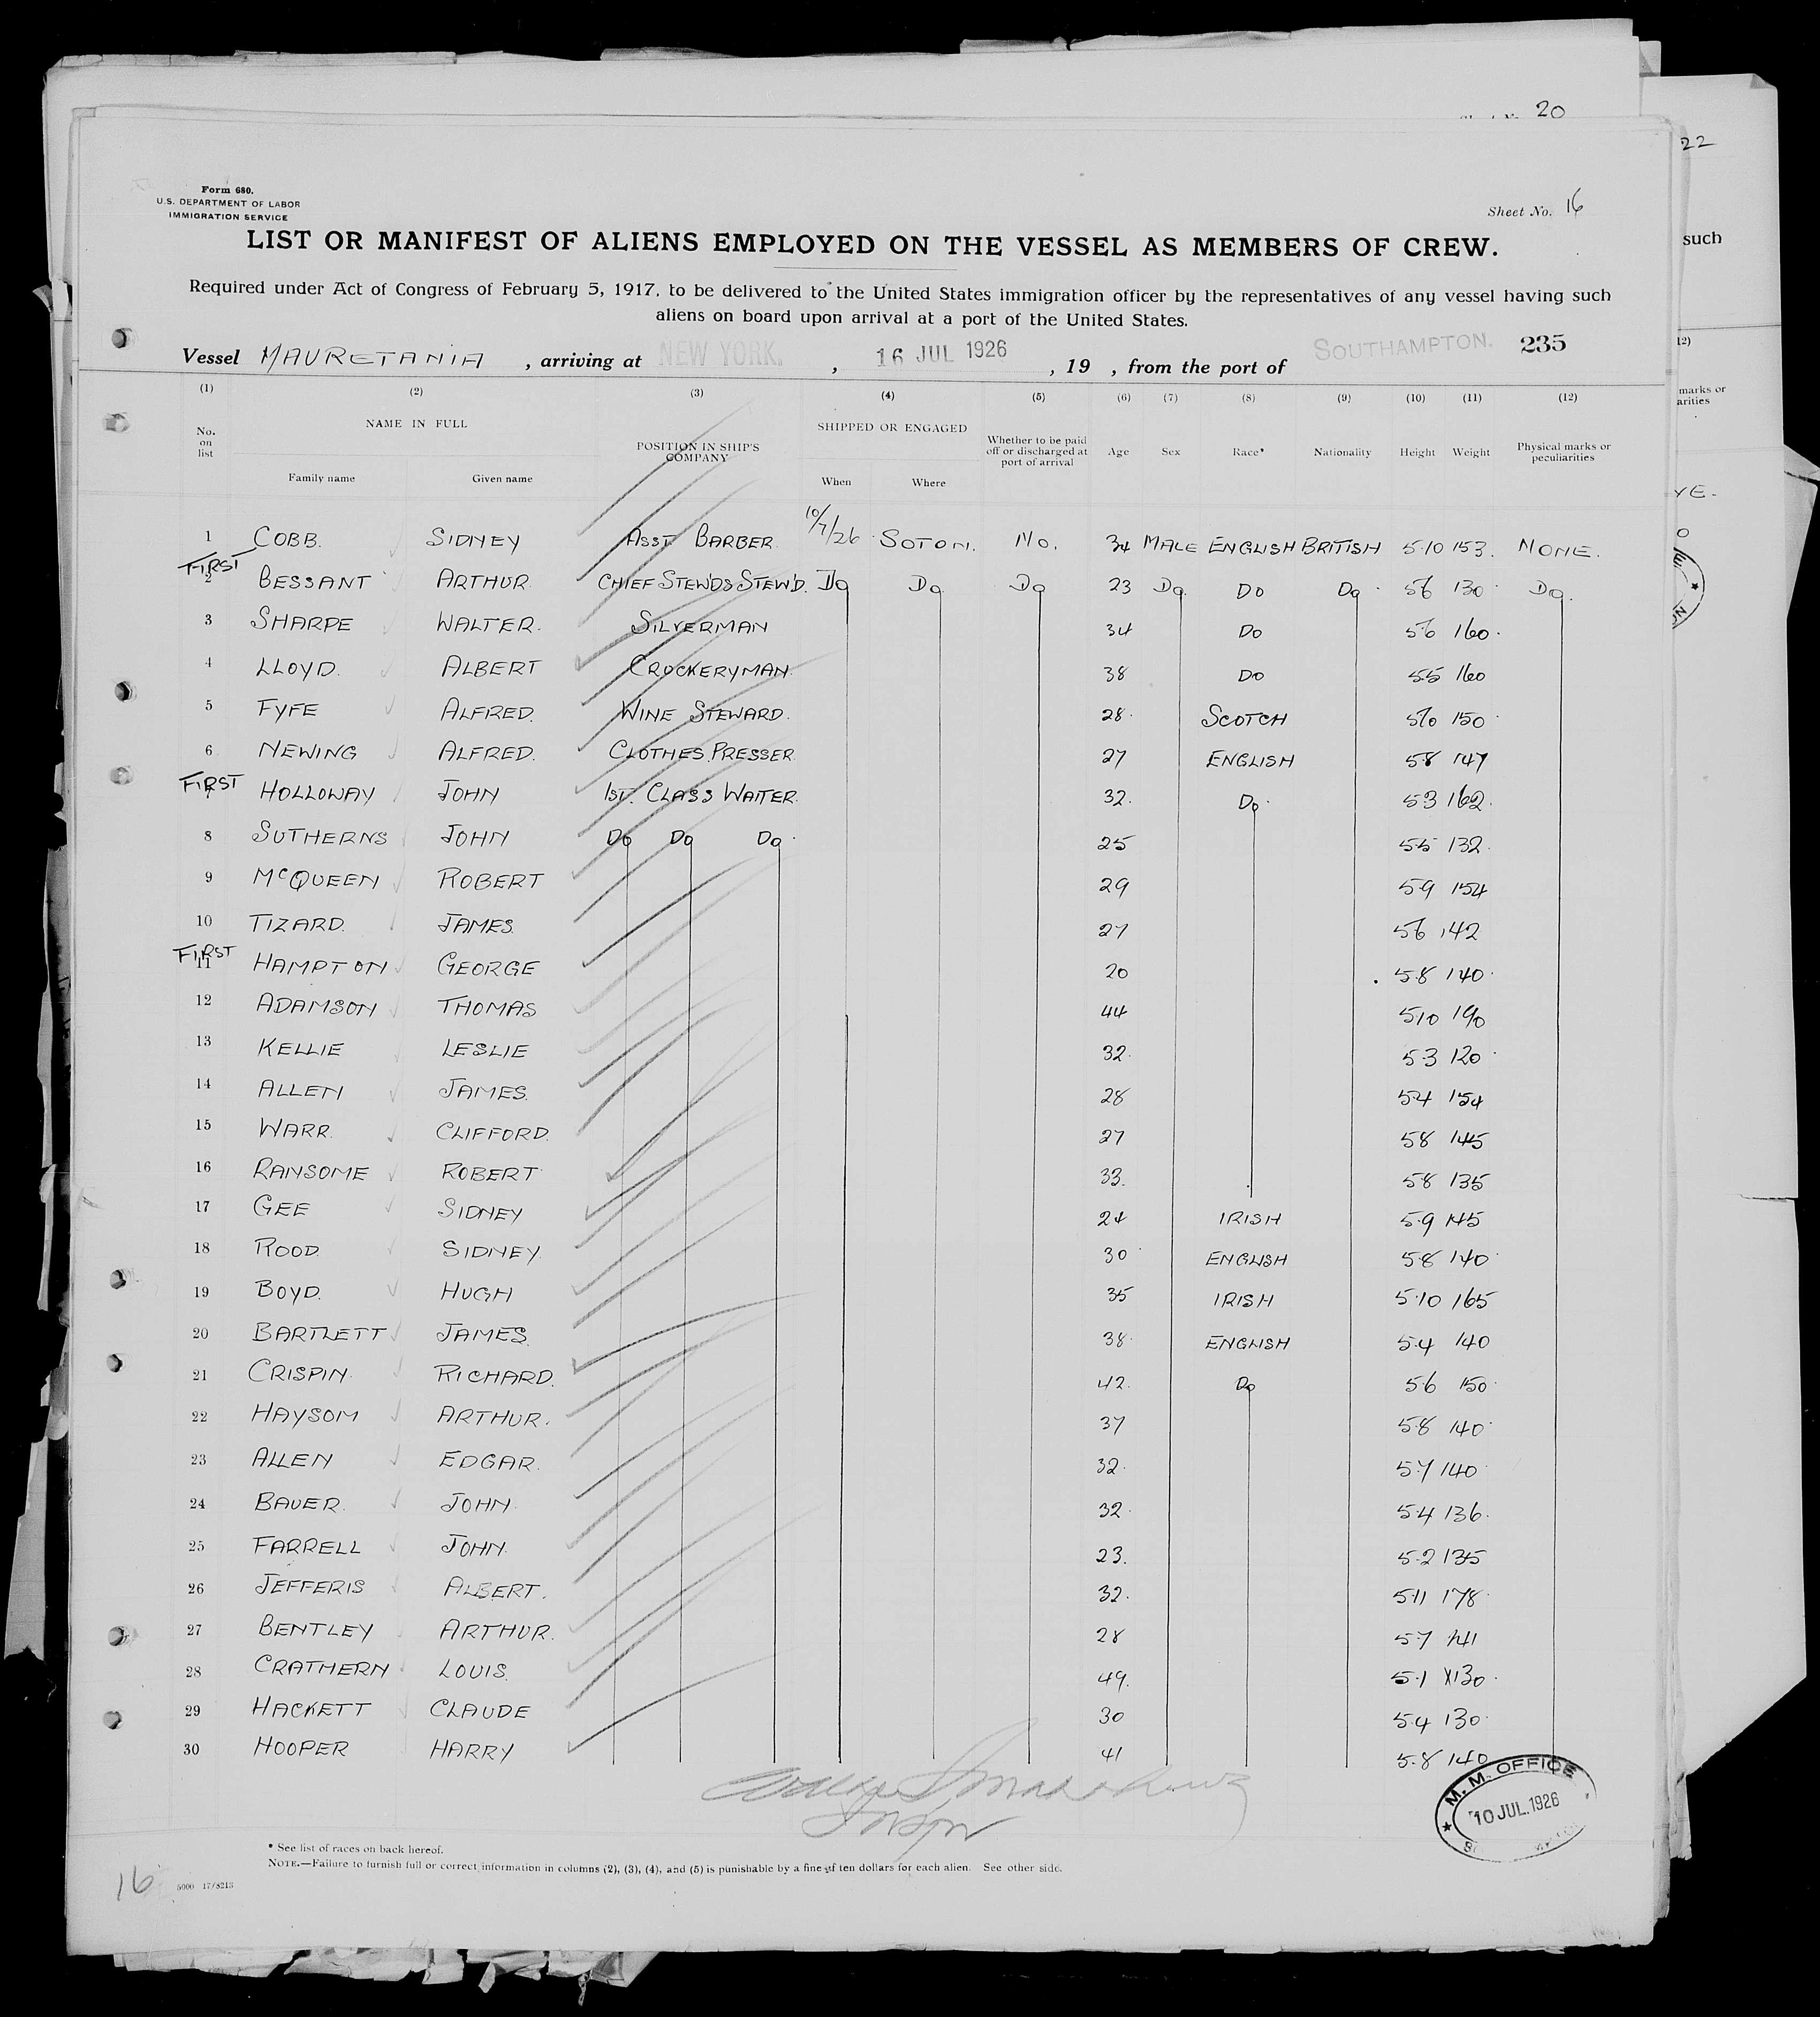 20
22
such
Form 680.
U.S. DEPARTMENT OF LABOR
IMMIGRATION SERVICE
Sheet No. 16
LIST OR MANIFEST OF ALIENS EMPLOYED ON THE VESSEL AS MEMBERS OF CREW.
Required under Act of Congress of February 5, 1917, to be delivered to the United States immigration officer by the representatives of any vessel having such
aliens on board upon arrival at a port of the United States.
Vessel MAURETANIA , arriving at NEW YORK. , 16 JUL 1926 , 19 , from the port of SOUTHAMPTON. 235
(1) (2) (3) (4) (5) (6) (7) (8) (9) (10) (11) (12)
No. on list NAME IN FULL POSITION IN SHIP'S COMPANY SHIPPED OR ENGAGED Whether to be paid off or discharged at port of arrival Age Sex Race* Nationality Height Weight Physical marks or peculiarities
Family name Given name When Where
1 COBB. SIDNEY ASST BARBER 10/7/26 SOTON. NO. 34 MALE ENGLISH BRITISH 5·10 153. NONE.
FIRST
2 BESSANT ARTHUR CHIEF STEWDS STEWD. Do Do Do 23 Do. Do Do 56 130 Do.
3 SHARPE WALTER. SILVERMAN 34 Do 5·6 160
4 LLOYD. ALBERT CROCKERYMAN 38 Do 5·5 160
5 FYFE ALFRED. WINE STEWARD. 28 SCOTCH 5·10 150
6 NEWING ALFRED. CLOTHES PRESSER 27 ENGLISH 5·8 147
FIRST
7 HOLLOWAY JOHN 1ST. CLASS WAITER 32. Do 5·3 162.
8 SUTHERNS JOHN Do Do Do 25 5·5 132.
9 McQUEEN ROBERT 29 5·9 154
10 TIZARD. JAMES. 27 56 142
FIRST
11 HAMPTON GEORGE 20 5·8 140
12 ADAMSON THOMAS 44 5·10 190
13 KELLIE LESLIE 32. 5·3 120
14 ALLEN JAMES. 28 5·4 154
15 WARR. CLIFFORD. 27 58 145
16 RANSOME ROBERT 33. 58 135
17 GEE SIDNEY 24 IRISH 5·9 145
18 ROOD. SIDNEY. 30 ENGLISH 5·8 140
19 BOYD. HUGH 35 IRISH 5·10 165
20 BARTLETT JAMES. 38 ENGLISH 5·4 140
21 CRISPIN. RICHARD. 42. Do 5·6 150
22 HAYSOM ARTHUR. 37 5·8 140
23 ALLEN EDGAR. 32. 5·7 140
24 BAUER. JOHN. 32 5·4 136.
25 FARRELL JOHN. 23. 5·2 135
26 JEFFERIS ALBERT. 32. 5·11 178
27 BENTLEY ARTHUR. 28 5·7 141
28 CRATHERN LOUIS. 49. 5·1 130
29 HACKETT CLAUDE 30 5·4 130
30 HOOPER HARRY 41 5·8 140
M. M. OFFICE
10 JUL. 1926
* See list of races on back hereof.
NOTE.—Failure to furnish full or correct information in columns (2), (3), (4), and (5) is punishable by a fine of ten dollars for each alien. See other side.
16
5000 17/8213